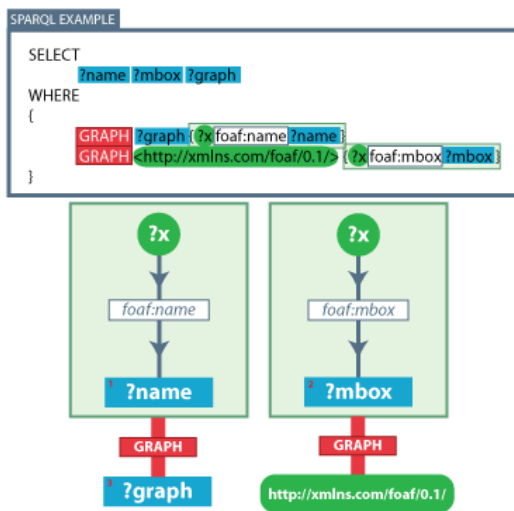 SPARQL EXAMPLE
SELECT
?name ?mbox ?graph
WHERE
{
GRAPH ?graph { ?x foaf:name ?name }
GRAPH <http://xmlns.com/foaf/0.1/> { ?x foaf:mbox ?mbox }
}
?x ?x
foaf:name foaf:mbox
1 ?name 2 ?mbox
GRAPH GRAPH
3 ?graph http://xmlns.com/foaf/0.1/